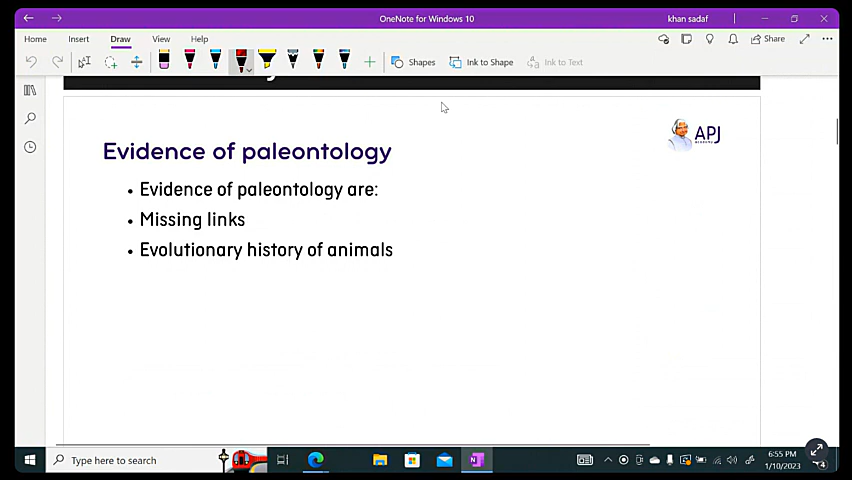 OneNote for Windows 10
khan sadaf
Home Insert Draw View Help
Share
Shapes Ink to Shape Ink to Text
Evidence of paleontology
APJ
academy
• Evidence of paleontology are:
• Missing links
• Evolutionary history of animals
Type here to search
6:55 PM
1/10/2023
4